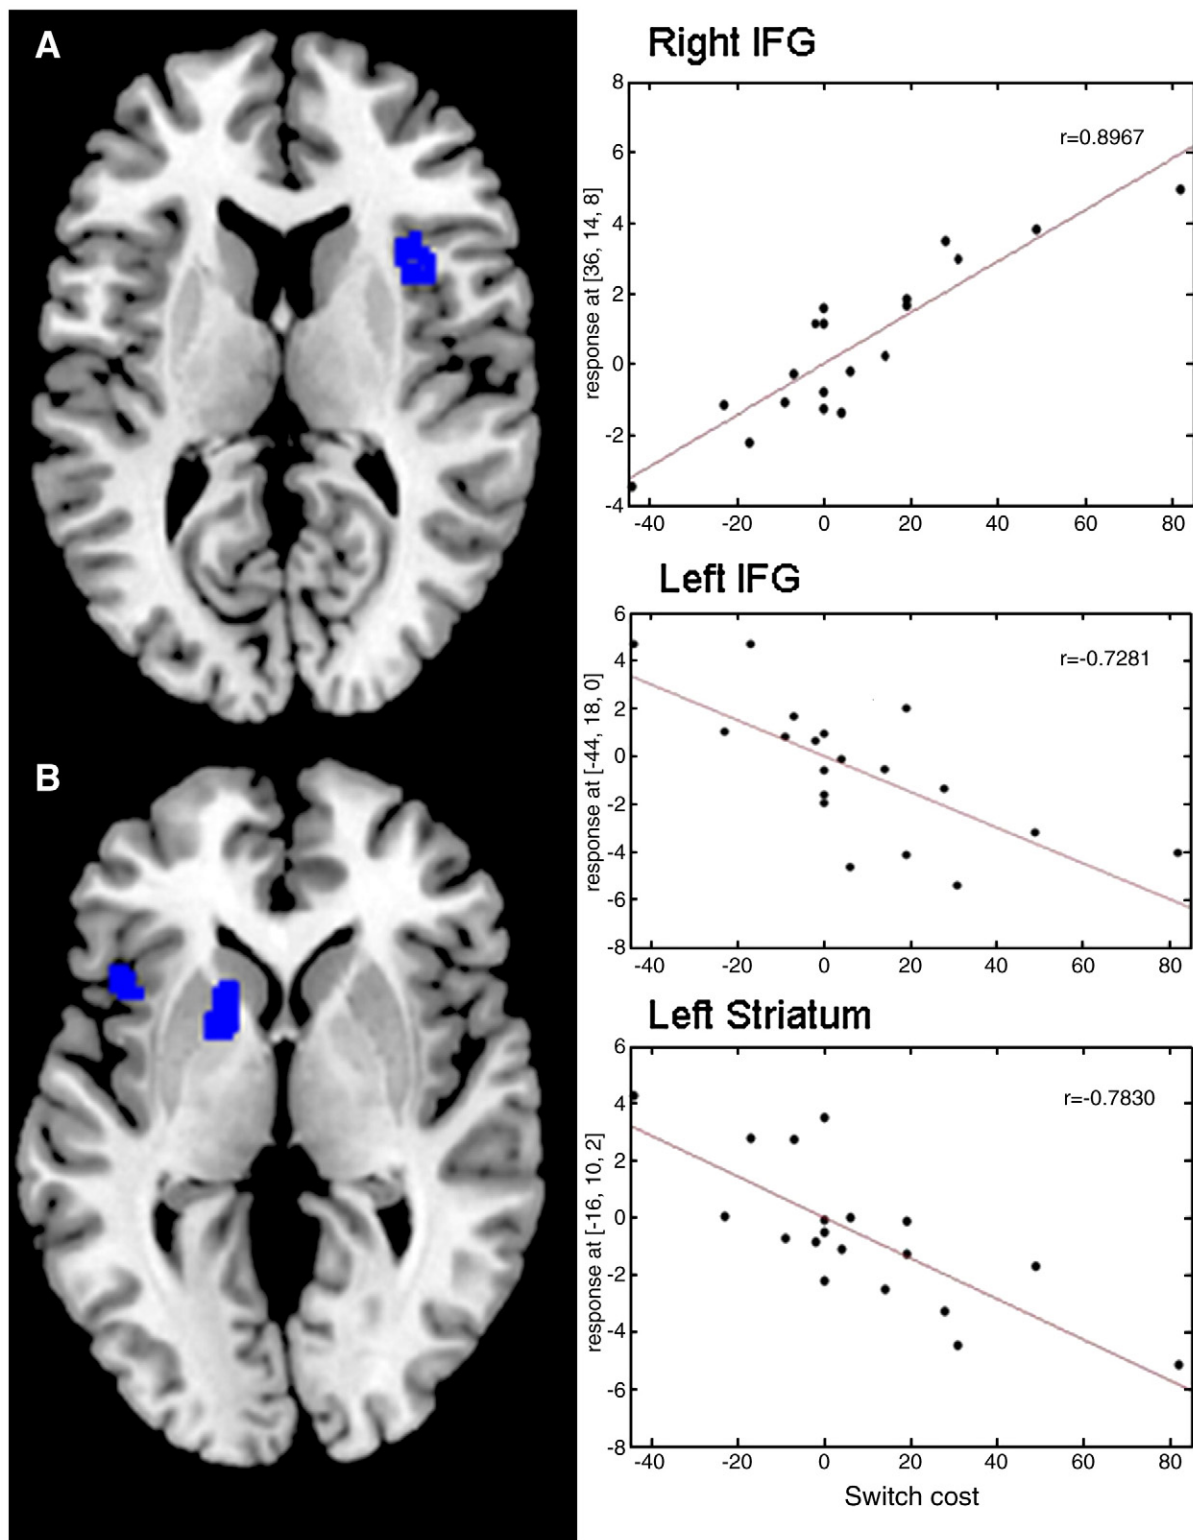 A
Right IFG
8
6
4
2
0
-2
-4
r=0.8967
response at [36, 14, 8]
-40 -20 0 20 40 60 80
Left IFG
6
4
2
0
-2
-4
-6
-8
r=-0.7281
response at [-44, 18, 0]
-40 -20 0 20 40 60 80
B
Left Striatum
6
4
2
0
-2
-4
-6
-8
r=-0.7830
response at [-16, 10, 2]
-40 -20 0 20 40 60 80
Switch cost